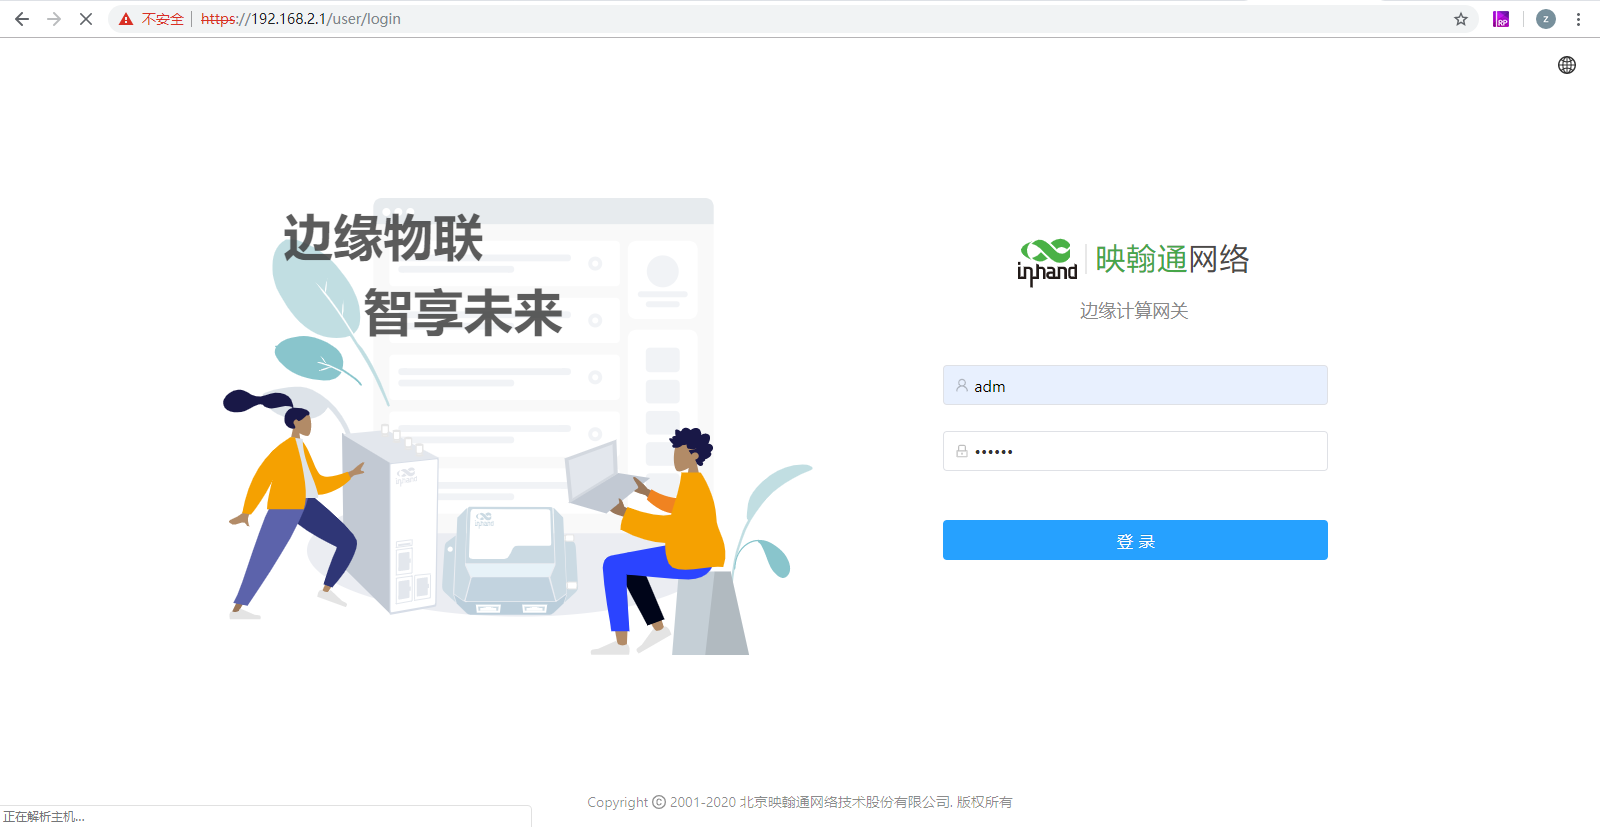 不安全
https://192.168.2.1/user/login
RP
z
边缘物联
智享未来
inhand
映翰通网络
边缘计算网关
adm
••••••
登 录
inhand
inhand
Copyright © 2001-2020 北京映翰通网络技术股份有限公司. 版权所有
正在解析主机...